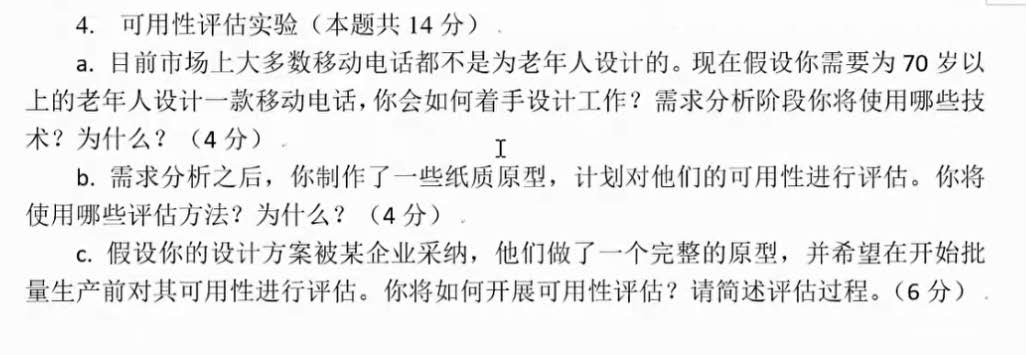 4. 可用性评估实验（本题共 14 分）
a. 目前市场上大多数移动电话都不是为老年人设计的。现在假设你需要为 70 岁以
上的老年人设计一款移动电话，你会如何着手设计工作？需求分析阶段你将使用哪些技
术？为什么？（4 分）
b. 需求分析之后，你制作了一些纸质原型，计划对他们的可用性进行评估。你将
使用哪些评估方法？为什么？（4 分）
c. 假设你的设计方案被某企业采纳，他们做了一个完整的原型，并希望在开始批
量生产前对其可用性进行评估。你将如何开展可用性评估？请简述评估过程。（6 分）